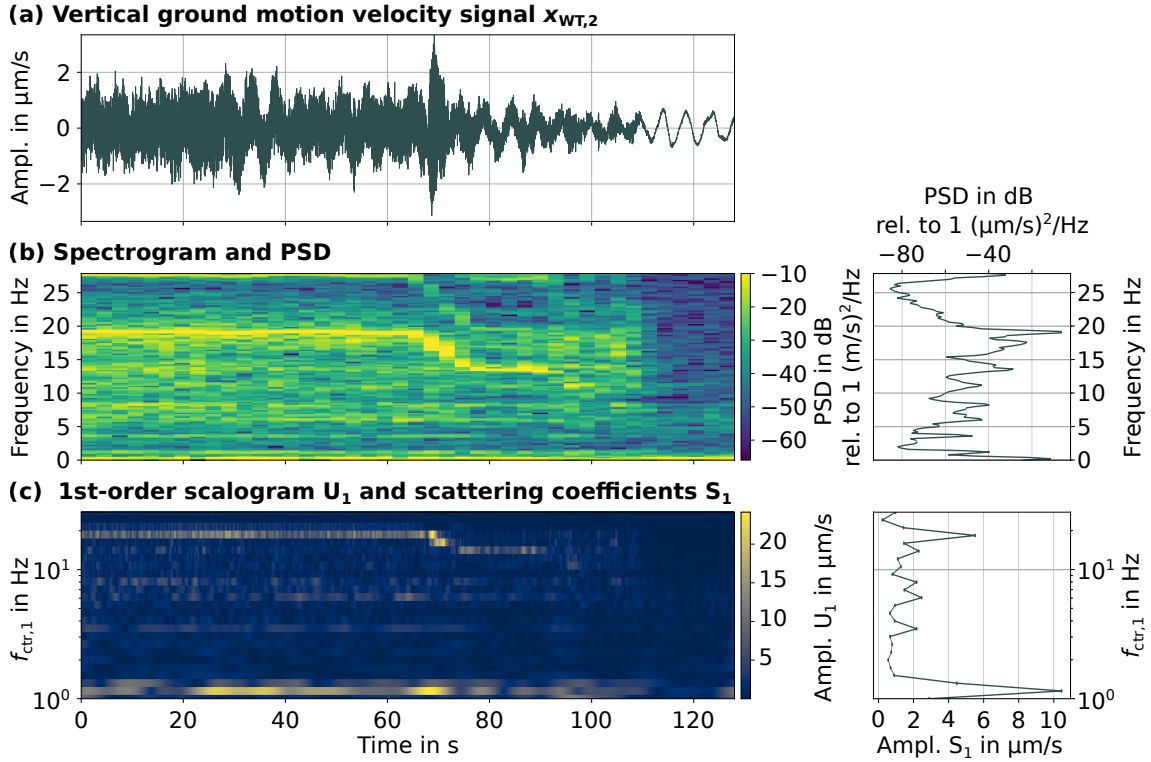 (a) Vertical ground motion velocity signal x_WT,2
Ampl. in µm/s
2
0
−2
(b) Spectrogram and PSD
Frequency in Hz
25
20
15
10
5
0
−10
−20
−30
−40
−50
−60
PSD in dB
rel. to 1 (m/s)²/Hz
PSD in dB
rel. to 1 (µm/s)²/Hz
−80
−40
25
20
15
10
5
0
Frequency in Hz
(c) 1st-order scalogram U₁ and scattering coefficients S₁
f_ctr,1 in Hz
10¹
10⁰
0
20
40
60
80
100
120
Time in s
20
15
10
5
Ampl. U₁ in µm/s
10¹
10⁰
f_ctr,1 in Hz
0
2
4
6
8
10
Ampl. S₁ in µm/s